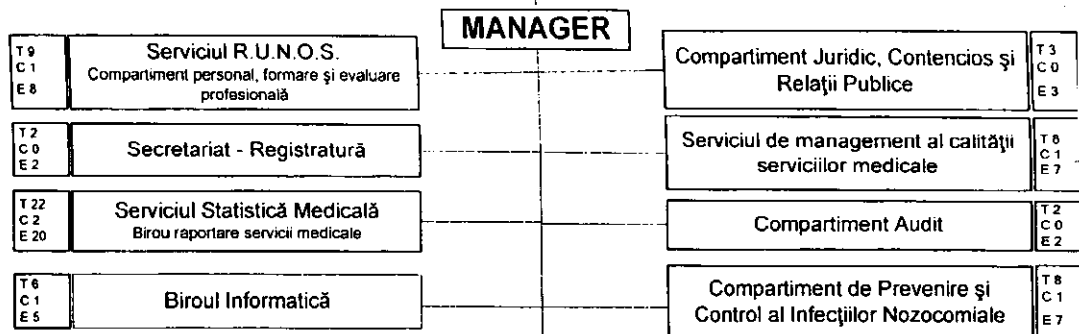 MANAGER
T 9
C 1
E 8
Serviciul R.U.N.O.S.
Compartiment personal, formare şi evaluare
profesională
T 3
C 0
E 3
Compartiment Juridic, Contencios şi
Relaţii Publice
T 2
C 0
E 2
Secretariat - Registratură
T 8
C 1
E 7
Serviciul de management al calităţii
serviciilor medicale
T 22
C 2
E 20
Serviciul Statistică Medicală
Birou raportare servicii medicale
T 2
C 0
E 2
Compartiment Audit
T 6
C 1
E 5
Biroul Informatică
T 8
C 1
E 7
Compartiment de Prevenire şi
Control al Infecţiilor Nozocomiale